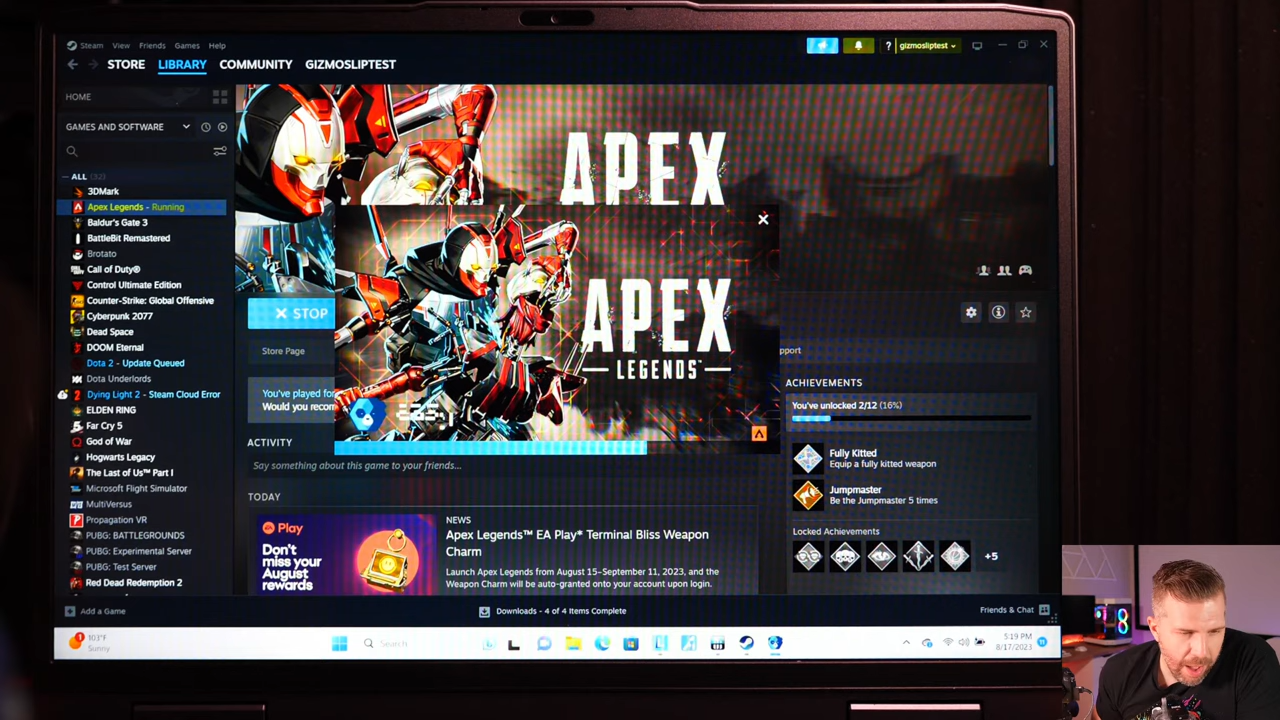 Steam View Friends Games Help
gizmosliptest
STORE LIBRARY COMMUNITY GIZMOSLIPTEST
HOME
GAMES AND SOFTWARE
ALL (32)
3DMark
Apex Legends - Running
Baldur's Gate 3
BattleBit Remastered
Brotato
Call of Duty®
Control Ultimate Edition
Counter-Strike: Global Offensive
Cyberpunk 2077
Dead Space
DOOM Eternal
Dota 2 - Update Queued
Dota Underlords
Dying Light 2 - Steam Cloud Error
ELDEN RING
Far Cry 5
God of War
Hogwarts Legacy
The Last of Us™ Part I
Microsoft Flight Simulator
MultiVersus
Propagation VR
PUBG: BATTLEGROUNDS
PUBG: Experimental Server
PUBG: Test Server
Red Dead Redemption 2
APEX
APEX
LEGENDS™
STOP
Store Page
pport
You've played for
Would you recom
ACTIVITY
Say something about this game to your friends...
TODAY
EA Play
Don't
miss your
August
rewards
NEWS
Apex Legends™ EA Play* Terminal Bliss Weapon
Charm
Launch Apex Legends from August 15–September 11, 2023, and the
Weapon Charm will be auto-granted onto your account upon login.
ACHIEVEMENTS
You've unlocked 2/12 (16%)
Fully Kitted
Equip a fully kitted weapon
Jumpmaster
Be the Jumpmaster 5 times
Locked Achievements
+5
Add a Game
Downloads - 4 of 4 Items Complete
Friends & Chat
1
103°F
Sunny
Search
5:19 PM
8/17/2023